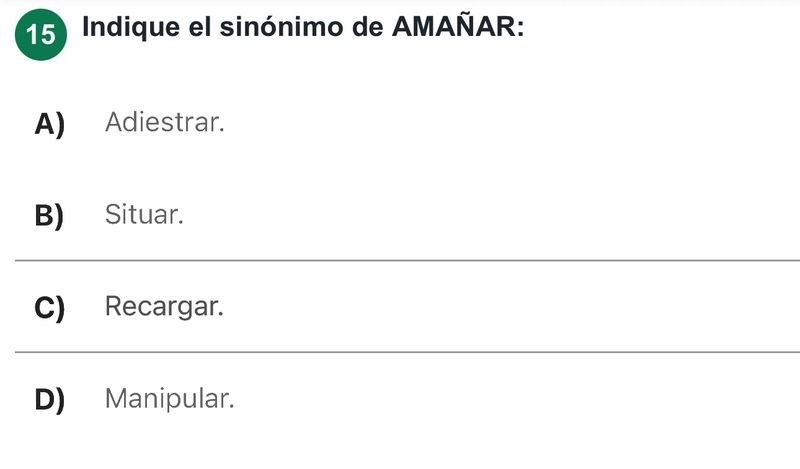 15 Indique el sinónimo de AMAÑAR:
A) Adiestrar.
B) Situar.
C) Recargar.
D) Manipular.